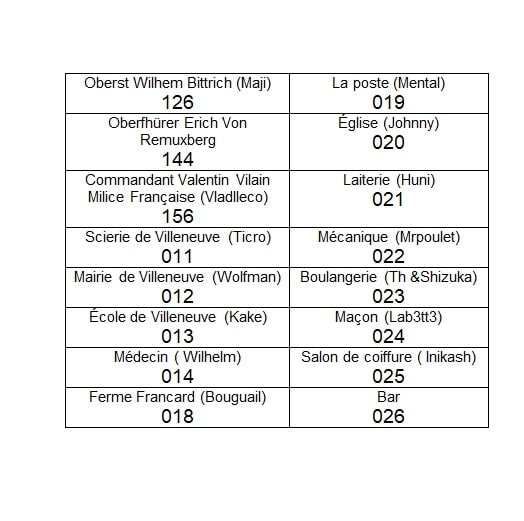 Oberst Wilhem Bittrich (Maji)
126
La poste (Mental)
019
Oberfhürer Erich Von
Remuxberg
144
Église (Johnny)
020
Commandant Valentin Vilain
Milice Française (Vladlleco)
156
Laiterie (Huni)
021
Scierie de Villeneuve (Ticro)
011
Mécanique (Mrpoulet)
022
Mairie de Villeneuve (Wolfman)
012
Boulangerie (Th &Shizuka)
023
École de Villeneuve (Kake)
013
Maçon (Lab3tt3)
024
Médecin ( Wilhelm)
014
Salon de coiffure ( Inikash)
025
Ferme Francard (Bouguail)
018
Bar
026